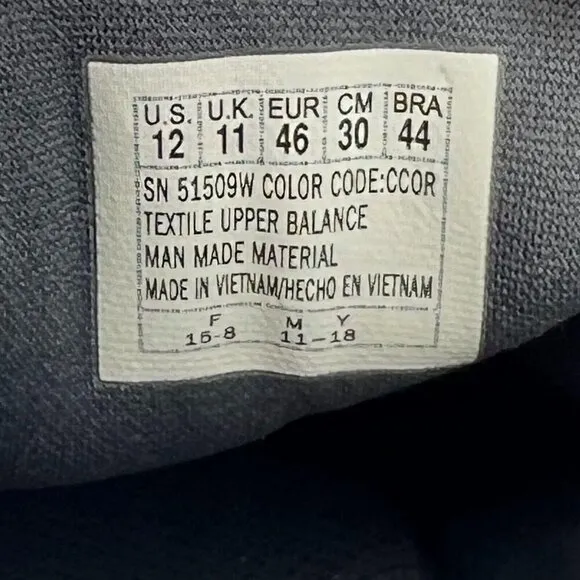 U.S. U.K. EUR CM BRA
12 11 46 30 44
SN 51509W COLOR CODE:CCOR
TEXTILE UPPER BALANCE
MAN MADE MATERIAL
MADE IN VIETNAM/HECHO EN VIETNAM
F M Y
15-8 11-18